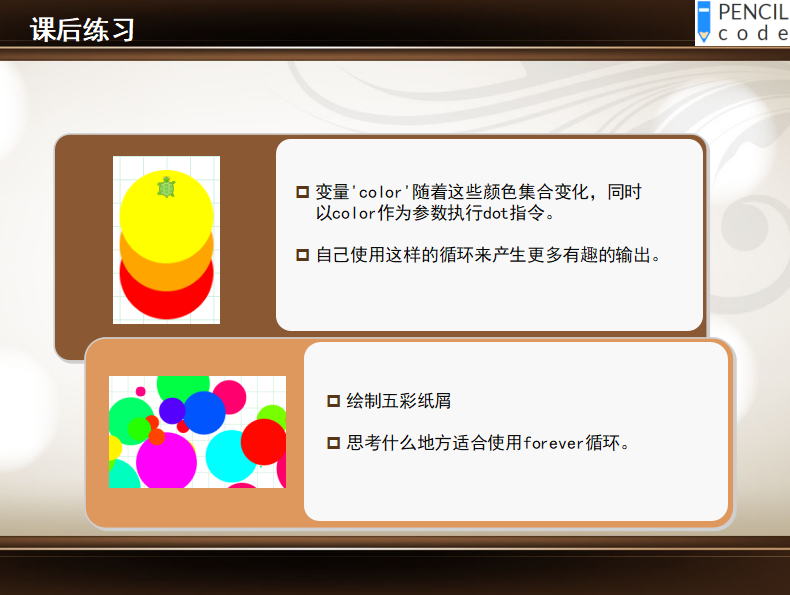 课后练习
PENCIL
code
变量'color'随着这些颜色集合变化，同时
以color作为参数执行dot指令。
自己使用这样的循环来产生更多有趣的输出。
绘制五彩纸屑
思考什么地方适合使用forever循环。